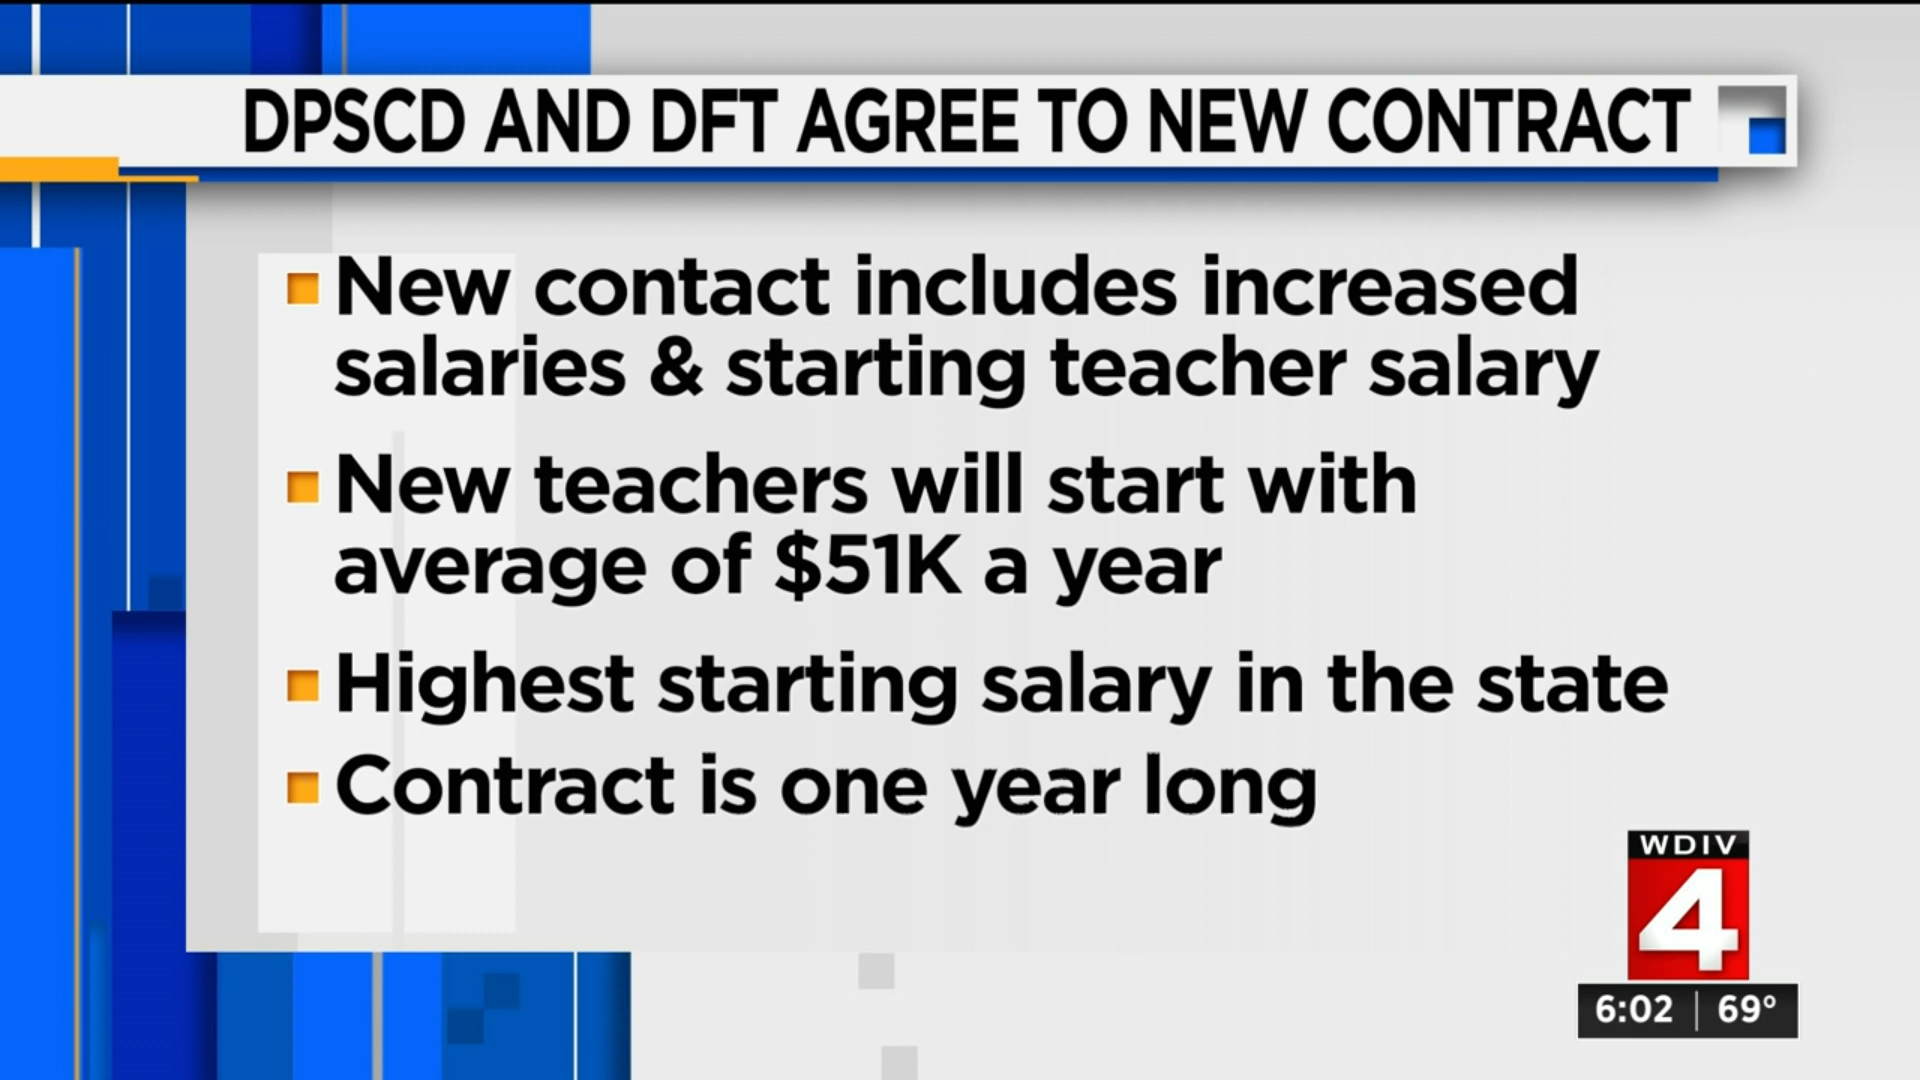 DPSCD AND DFT AGREE TO NEW CONTRACT
New contact includes increased
salaries & starting teacher salary
New teachers will start with
average of $51K a year
Highest starting salary in the state
Contract is one year long
WDIV
4
6:02 | 69°